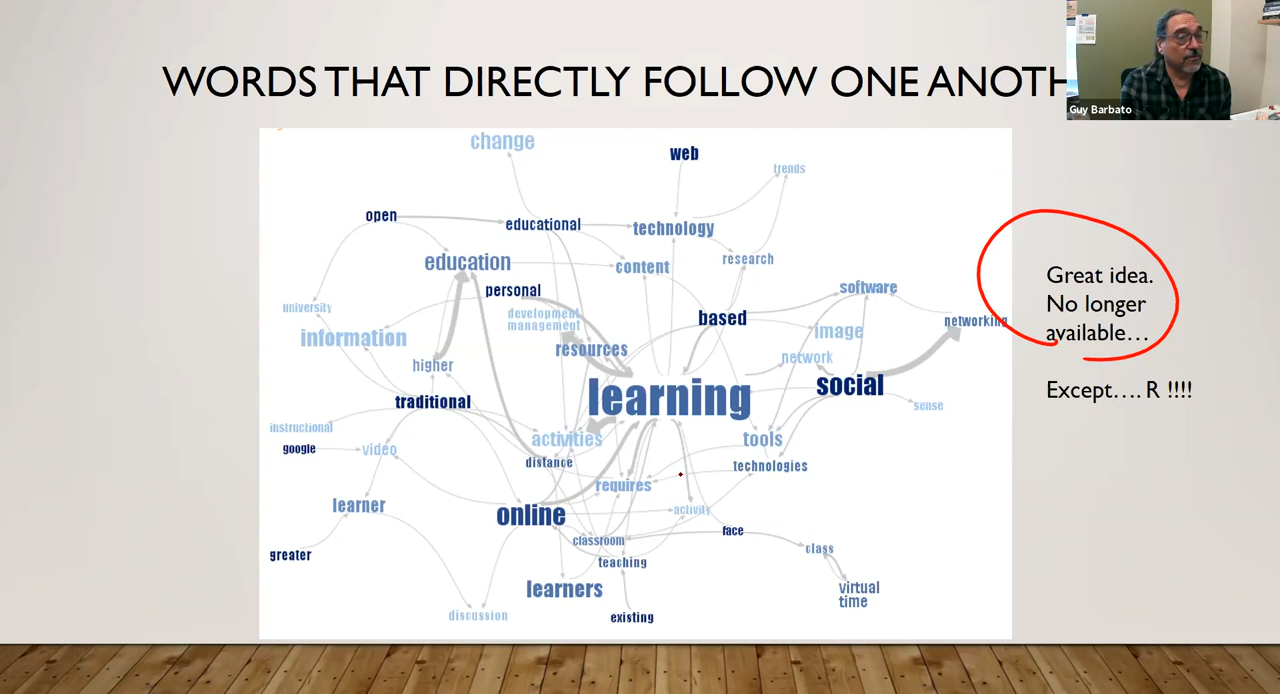 WORDS THAT DIRECTLY FOLLOW ONE ANOTH
Guy Barbato
change
web
trends
open
educational
technology
education
content
research
personal
software
university
development
management
based
networking
information
image
resources
network
higher
learning
social
traditional
sense
instructional
activities
tools
google
video
distance
technologies
requires
learner
online
activity
face
classroom
class
greater
teaching
learners
virtual
time
discussion
existing
Great idea.
No longer
available...
Except.... R !!!!